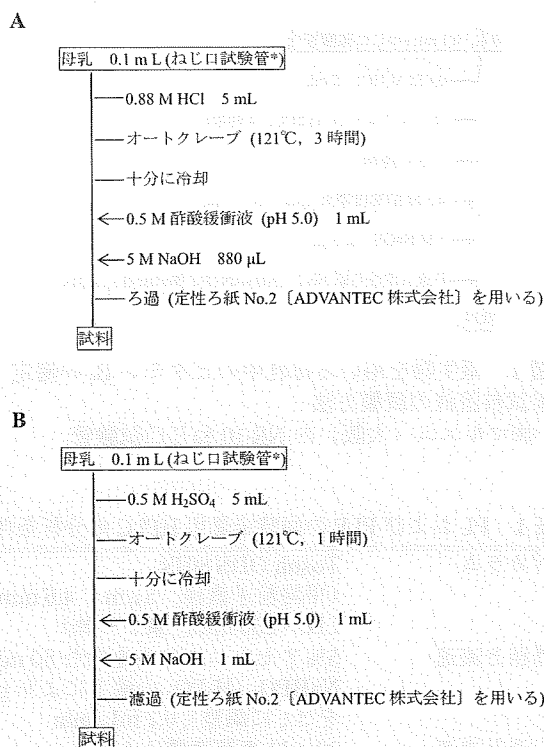 A
母乳 0.1 mL (ねじ口試験管*)
0.88 M HCl 5 mL
オートクレーブ (121℃, 3 時間)
十分に冷却
0.5 M 酢酸緩衝液 (pH 5.0) 1 mL
5 M NaOH 880 μL
ろ過 (定性ろ紙 No.2〔ADVANTEC 株式会社〕を用いる)
試料
B
母乳 0.1 mL (ねじ口試験管*)
0.5 M H₂SO₄ 5 mL
オートクレーブ (121℃, 1 時間)
十分に冷却
0.5 M 酢酸緩衝液 (pH 5.0) 1 mL
5 M NaOH 1 mL
濾過 (定性ろ紙 No.2〔ADVANTEC 株式会社〕を用いる)
試料